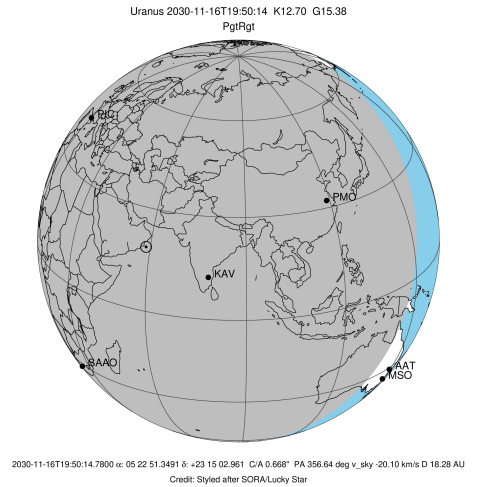 Uranus 2030-11-16T19:50:14  K12.70  G15.38
PgtRgt
PIC
PMO
KAV
SAAO
AAT
MSO
2030-11-16T19:50:14.7800 α: 05 22 51.3491 δ: +23 15 02.961  C/A 0.668"  PA 356.64 deg v_sky -20.10 km/s D 18.28 AU
Credit: Styled after SORA/Lucky Star